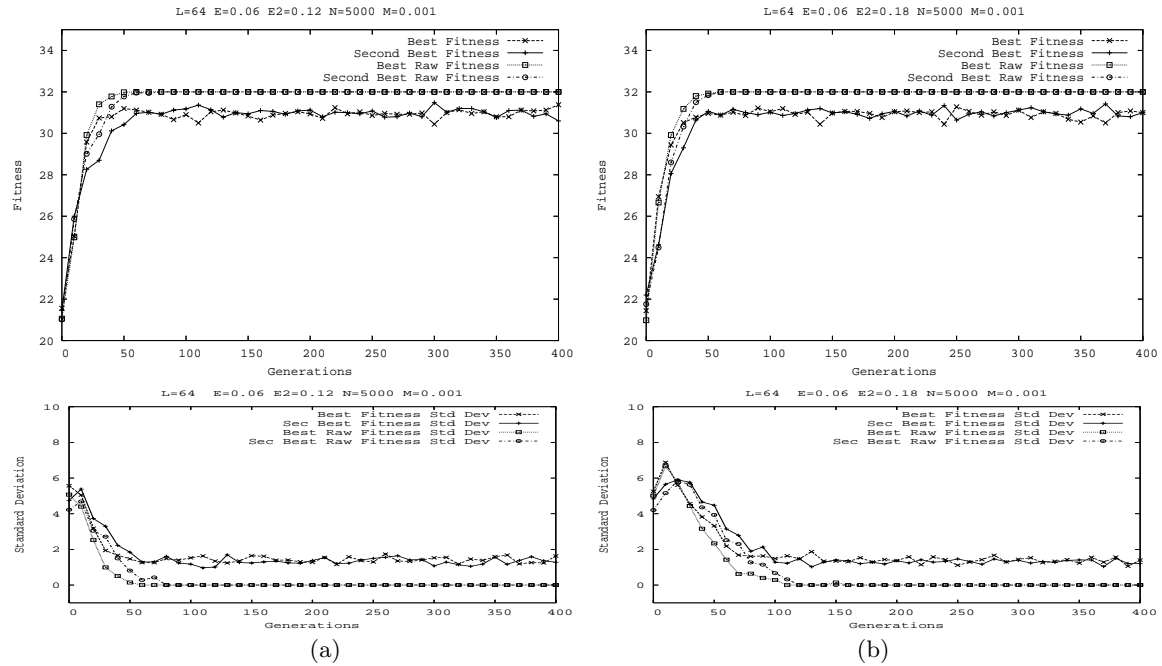 L=64 E=0.06 E2=0.12 N=5000 M=0.001
34
32
30
28
26
24
22
20
Fitness
Best Fitness
Second Best Fitness
Best Raw Fitness
Second Best Raw Fitness
0 50 100 150 200 250 300 350 400
Generations
L=64 E=0.06 E2=0.18 N=5000 M=0.001
34
32
30
28
26
24
22
20
Fitness
Best Fitness
Second Best Fitness
Best Raw Fitness
Second Best Raw Fitness
0 50 100 150 200 250 300 350 400
Generations
L=64 E=0.06 E2=0.12 N=5000 M=0.001
10
8
6
4
2
0
Standard Deviation
Best Fitness Std Dev
Sec Best Fitness Std Dev
Best Raw Fitness Std Dev
Sec Best Raw Fitness Std Dev
0 50 100 150 200 250 300 350 400
Generations
(a)
L=64 E=0.06 E2=0.18 N=5000 M=0.001
10
8
6
4
2
0
Standard Deviation
Best Fitness Std Dev
Sec Best Fitness Std Dev
Best Raw Fitness Std Dev
Sec Best Raw Fitness Std Dev
0 50 100 150 200 250 300 350 400
Generations
(b)